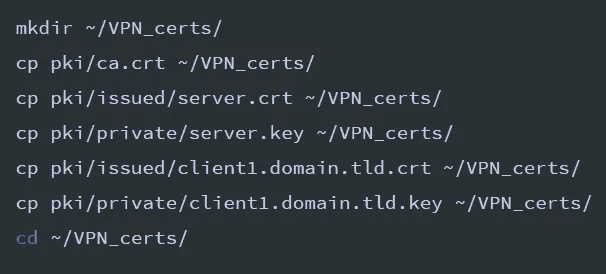 mkdir ~/VPN_certs/
cp pki/ca.crt ~/VPN_certs/
cp pki/issued/server.crt ~/VPN_certs/
cp pki/private/server.key ~/VPN_certs/
cp pki/issued/client1.domain.tld.crt ~/VPN_certs/
cp pki/private/client1.domain.tld.key ~/VPN_certs/
cd ~/VPN_certs/